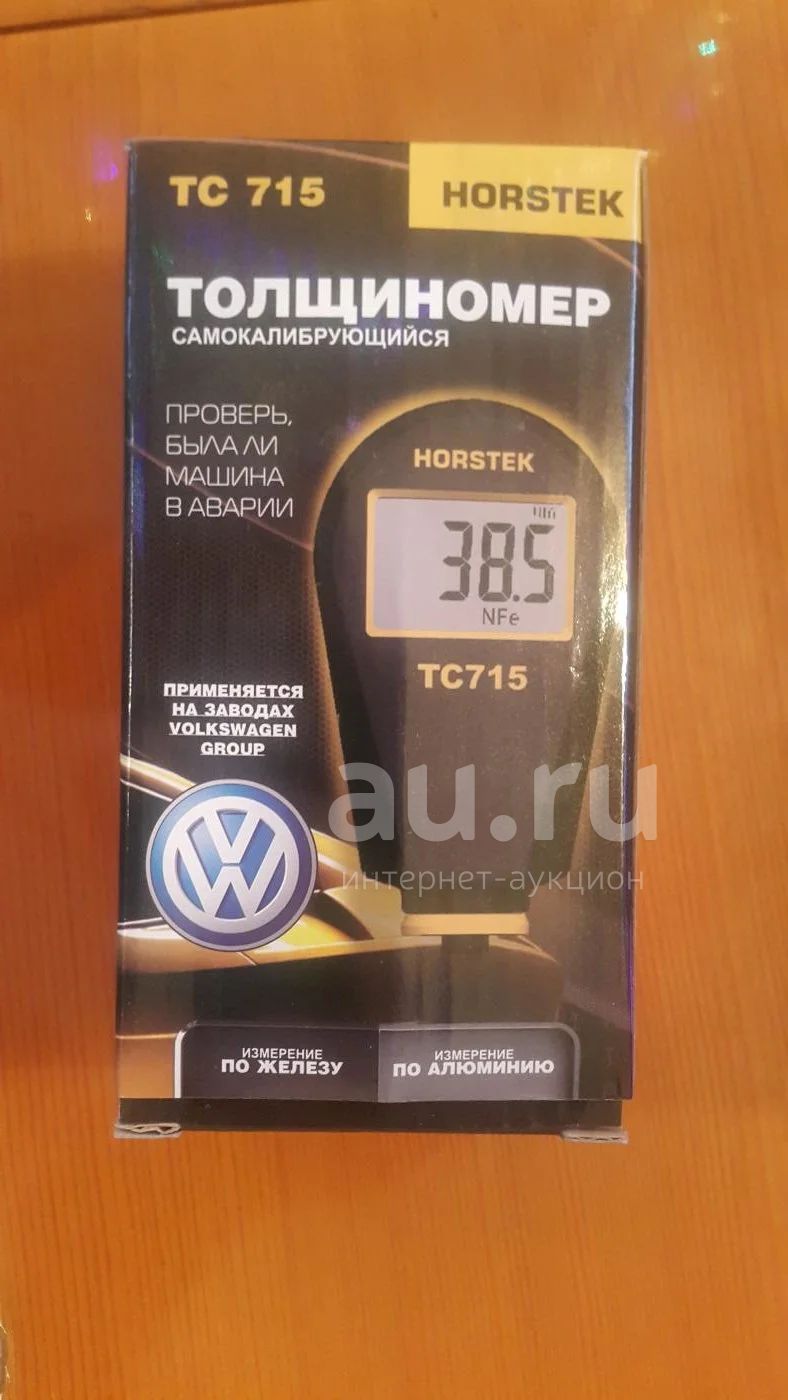 TC 715
HORSTEK
ТОЛЩИНОМЕР
САМОКАЛИБРУЮЩИЙСЯ
ПРОВЕРЬ,
БЫЛА ЛИ
МАШИНА
В АВАРИИ
HORSTEK
38.5
NFe
TC715
ПРИМЕНЯЕТСЯ
НА ЗАВОДАХ
VOLKSWAGEN
GROUP
au.ru
интернет-аукцион
ИЗМЕРЕНИЕ
ПО ЖЕЛЕЗУ
ИЗМЕРЕНИЕ
ПО АЛЮМИНИЮ